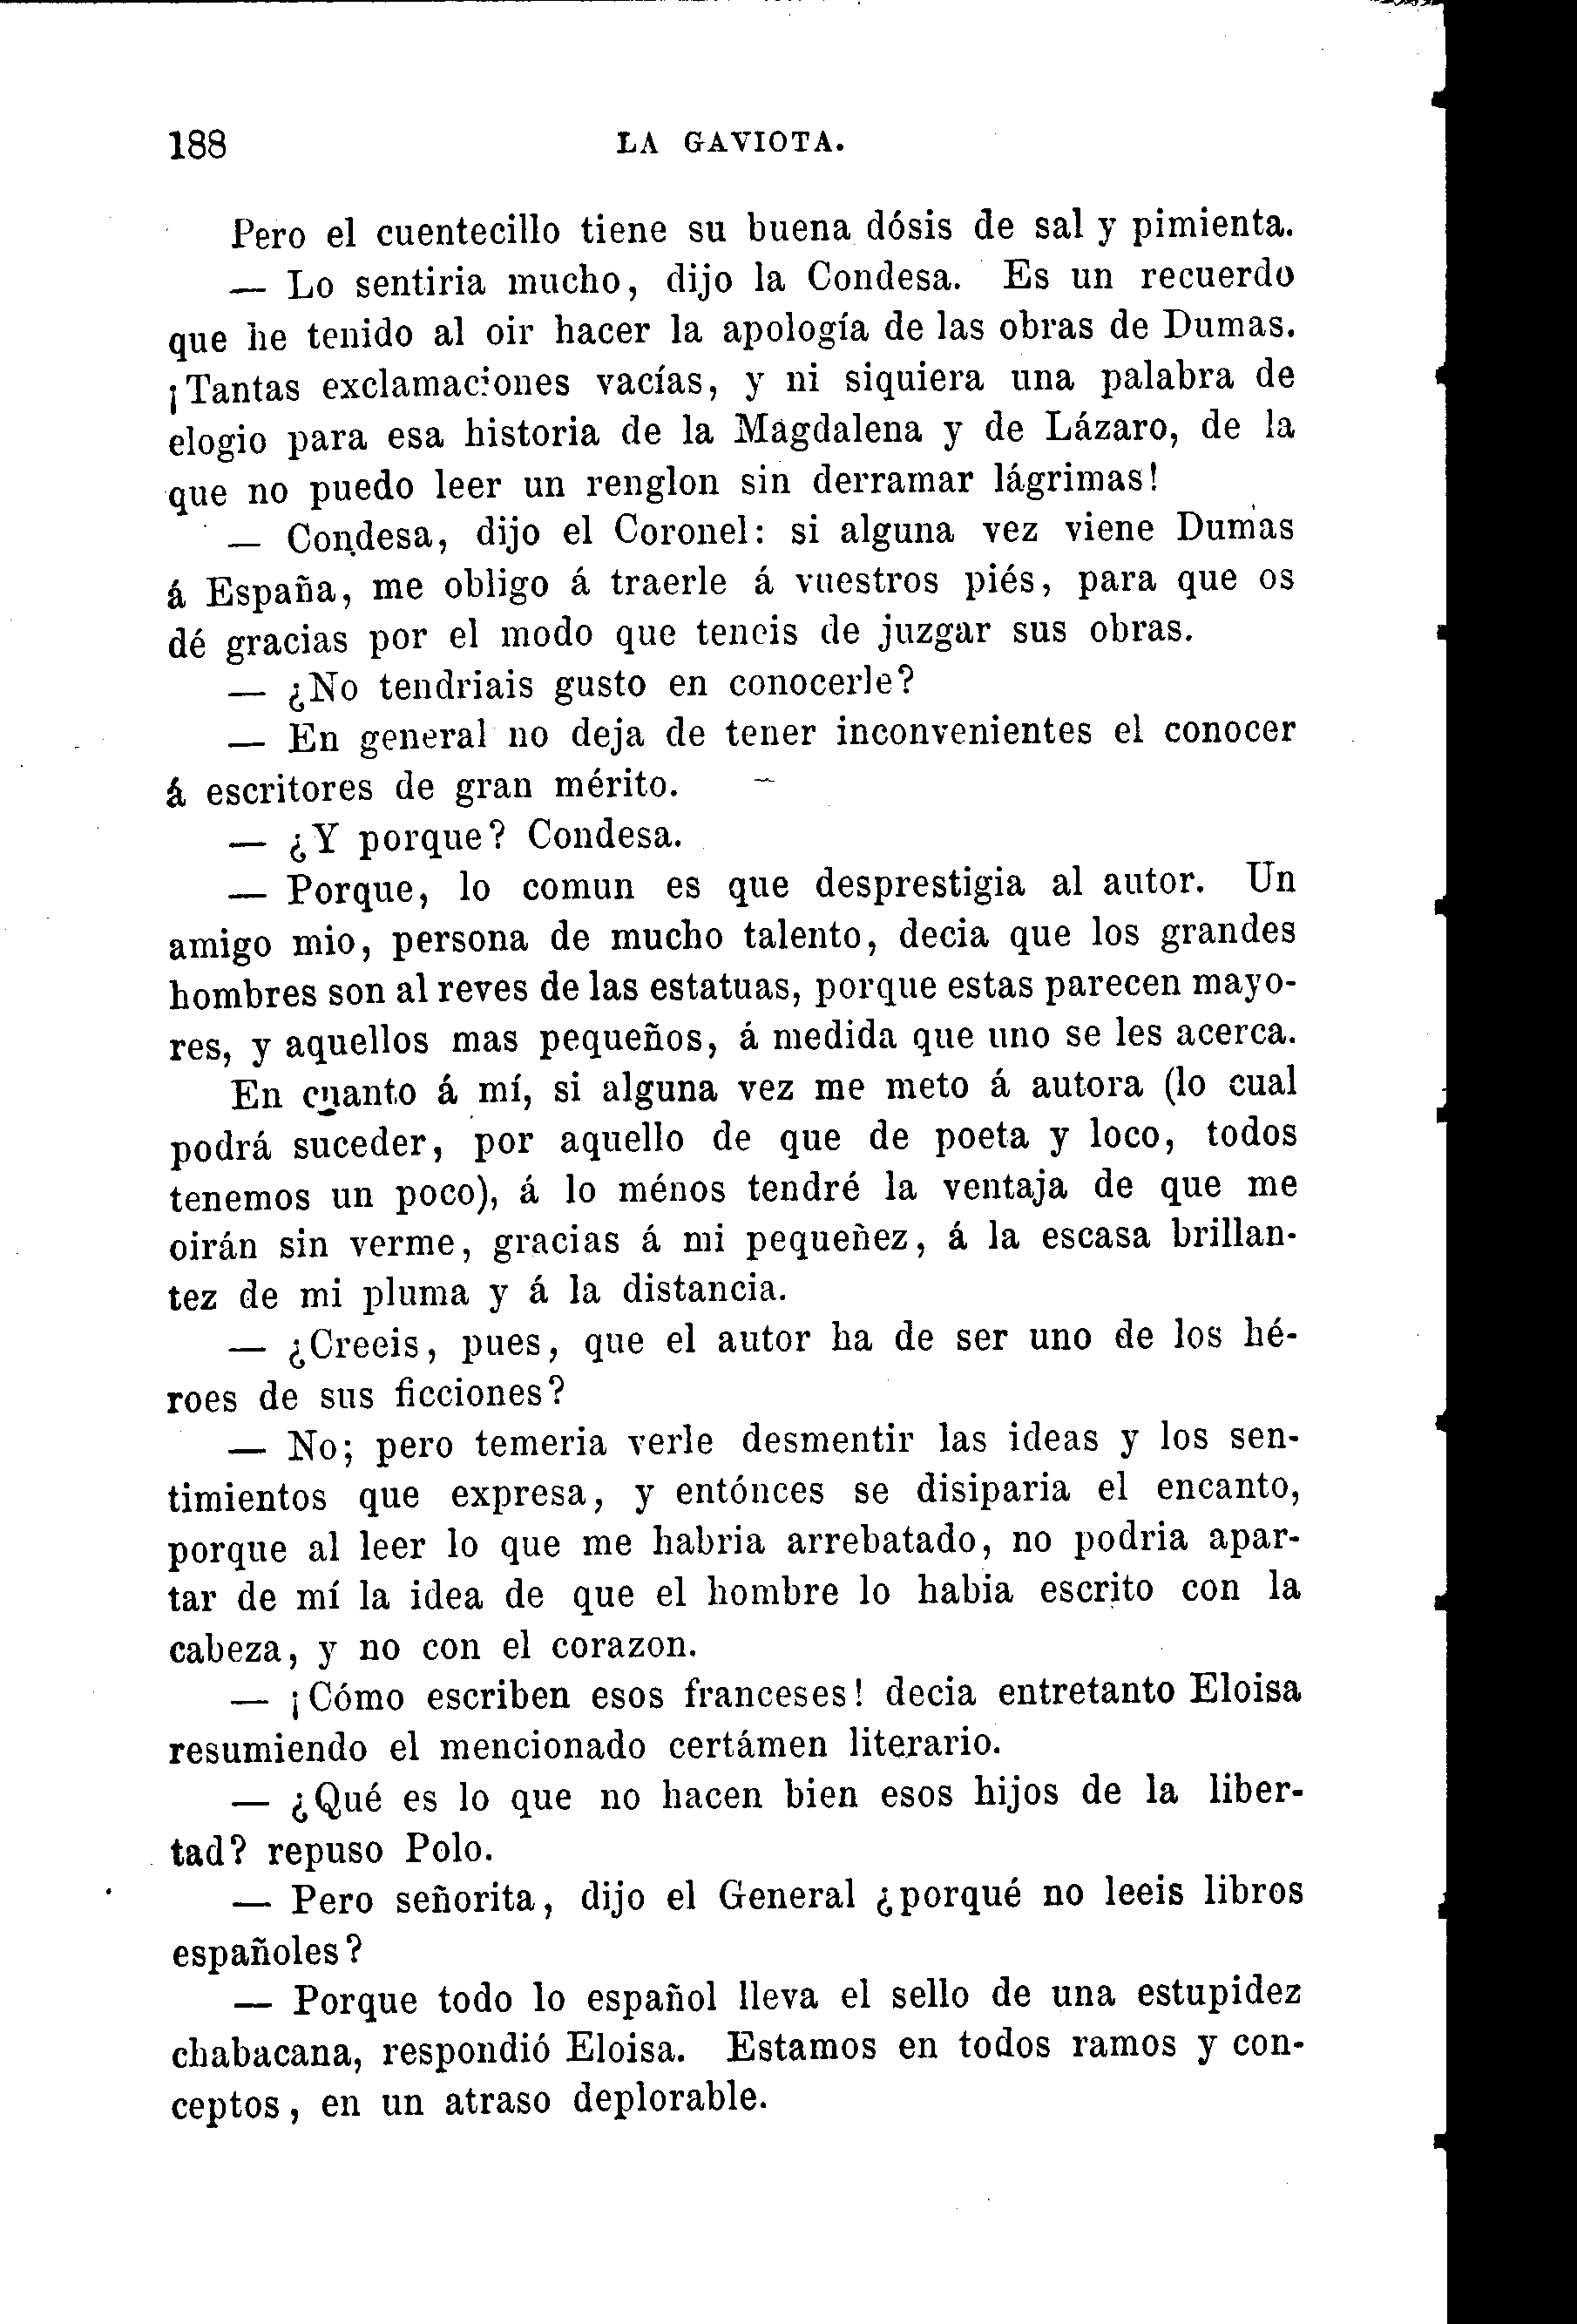 188 LA GAVIOTA.
Pero el cuentecillo tiene su buena dósis de sal y pimienta.
— Lo sentiria mucho, dijo la Condesa. Es un recuerdo
que he tenido al oir hacer la apología de las obras de Dumas.
¡Tantas exclamaciones vacías, y ni siquiera una palabra de
elogio para esa historia de la Magdalena y de Lázaro, de la
que no puedo leer un renglon sin derramar lágrimas!
— Condesa, dijo el Coronel: si alguna vez viene Dumas
á España, me obligo á traerle á vuestros piés, para que os
dé gracias por el modo que teneis de juzgar sus obras.
— ¿No tendriais gusto en conocerle?
— En general no deja de tener inconvenientes el conocer
á escritores de gran mérito.
— ¿Y porque? Condesa.
— Porque, lo comun es que desprestigia al autor. Un
amigo mio, persona de mucho talento, decia que los grandes
hombres son al reves de las estatuas, porque estas parecen mayo-
res, y aquellos mas pequeños, á medida que uno se les acerca.
En cuanto á mí, si alguna vez me meto á autora (lo cual
podrá suceder, por aquello de que de poeta y loco, todos
tenemos un poco), á lo ménos tendré la ventaja de que me
oirán sin verme, gracias á mi pequeñez, á la escasa brillan-
tez de mi pluma y á la distancia.
— ¿Creeis, pues, que el autor ha de ser uno de los hé-
roes de sus ficciones?
— No; pero temeria verle desmentir las ideas y los sen-
timientos que expresa, y entónces se disiparia el encanto,
porque al leer lo que me habria arrebatado, no podria apar-
tar de mí la idea de que el hombre lo habia escrito con la
cabeza, y no con el corazon.
— ¡Cómo escriben esos franceses! decia entretanto Eloisa
resumiendo el mencionado certámen literario.
— ¿Qué es lo que no hacen bien esos hijos de la liber-
tad? repuso Polo.
— Pero señorita, dijo el General ¿porqué no leeis libros
españoles?
— Porque todo lo español lleva el sello de una estupidez
chabacana, respondió Eloisa. Estamos en todos ramos y con-
ceptos, en un atraso deplorable.